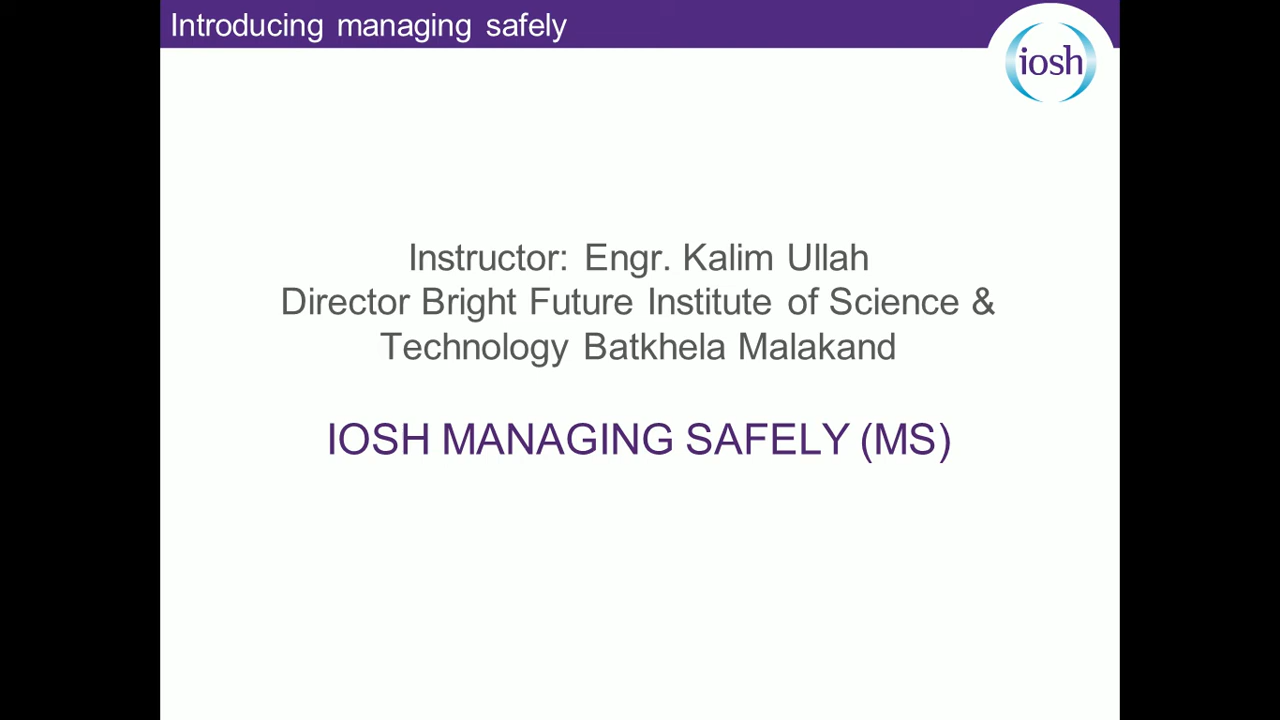 Introducing managing safely
iosh
Instructor: Engr. Kalim Ullah
Director Bright Future Institute of Science &
Technology Batkhela Malakand
IOSH MANAGING SAFELY (MS)